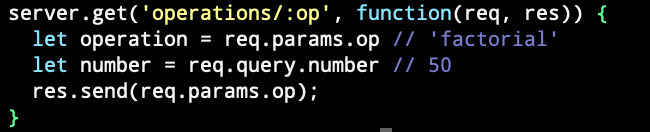 server.get('operations/:op', function(req, res)) {
let operation = req.params.op // 'factorial'
let number = req.query.number // 50
res.send(req.params.op);
}